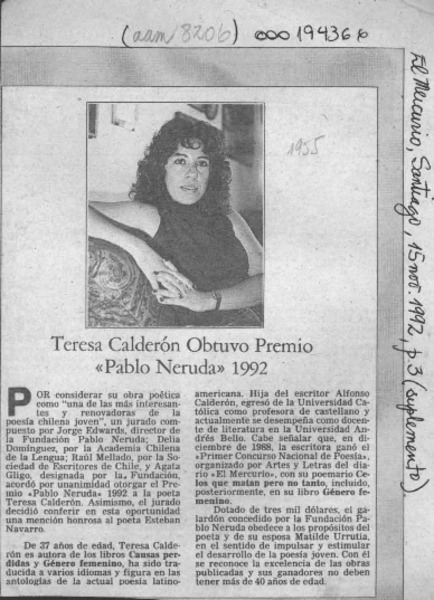 (aam 8206) 000194366
El Mercurio, Santiago, 15 nov. 1992, p 3 (suplemento)
1955
Teresa Calderón Obtuvo Premio
«Pablo Neruda» 1992
POR considerar su obra poética
como "una de las más interesan-
tes y renovadoras de la
poesía chilena joven", un jurado com-
puesto por Jorge Edwards, director de
la Fundación Pablo Neruda; Delia
Domínguez, por la Academia Chilena
de la Lengua; Raúl Mellado, por la So-
ciedad de Escritores de Chile, y Agata
Gligo, designada por la Fundación,
acordó por unanimidad otorgar el Pre-
mio «Pablo Neruda» 1992 a la poeta
Teresa Calderón. Asimismo, el jurado
decidió conferir en esta oportunidad
una mención honrosa al poeta Esteban
Navarro.
De 37 años de edad, Teresa Calde-
rón es autora de los libros Causas per-
didas y Género femenino, ha sido tra-
ducida a varios idiomas y figura en las
antologías de la actual poesía latino-
americana. Hija del escritor Alfonso
Calderón, egresó de la Universidad Ca-
tólica como profesora de castellano y
actualmente se desempeña como docen-
te de literatura en la Universidad An-
drés Bello. Cabe señalar que, en di-
ciembre de 1988, la escritora ganó el
«Primer Concurso Nacional de Poesía»,
organizado por Artes y Letras del dia-
rio «El Mercurio», con su poemario Ce-
los que matan pero no tanto, incluido,
posteriormente, en su libro Género fe-
menino.
Dotado de tres mil dólares, el ga-
lardón concedido por la Fundación Pa-
blo Neruda obedece a los propósitos del
poeta y de su esposa Matilde Urrutia,
en el sentido de impulsar y estimular
el desarrollo de la poesía joven. Con él
se reconoce la excelencia de las obras
publicadas y sus ganadores no deben
tener más de 40 años de edad.